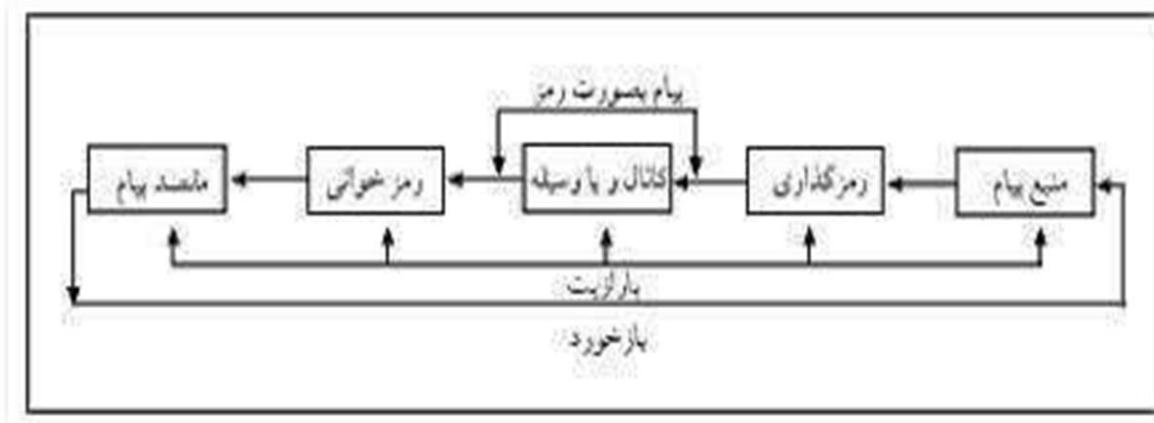 پیام بصورت رمز
منبع پیام
رمزگذاری
کانال و یا وسیله
رمز خوانی
مقصد پیام
پارازیت
بازخورد